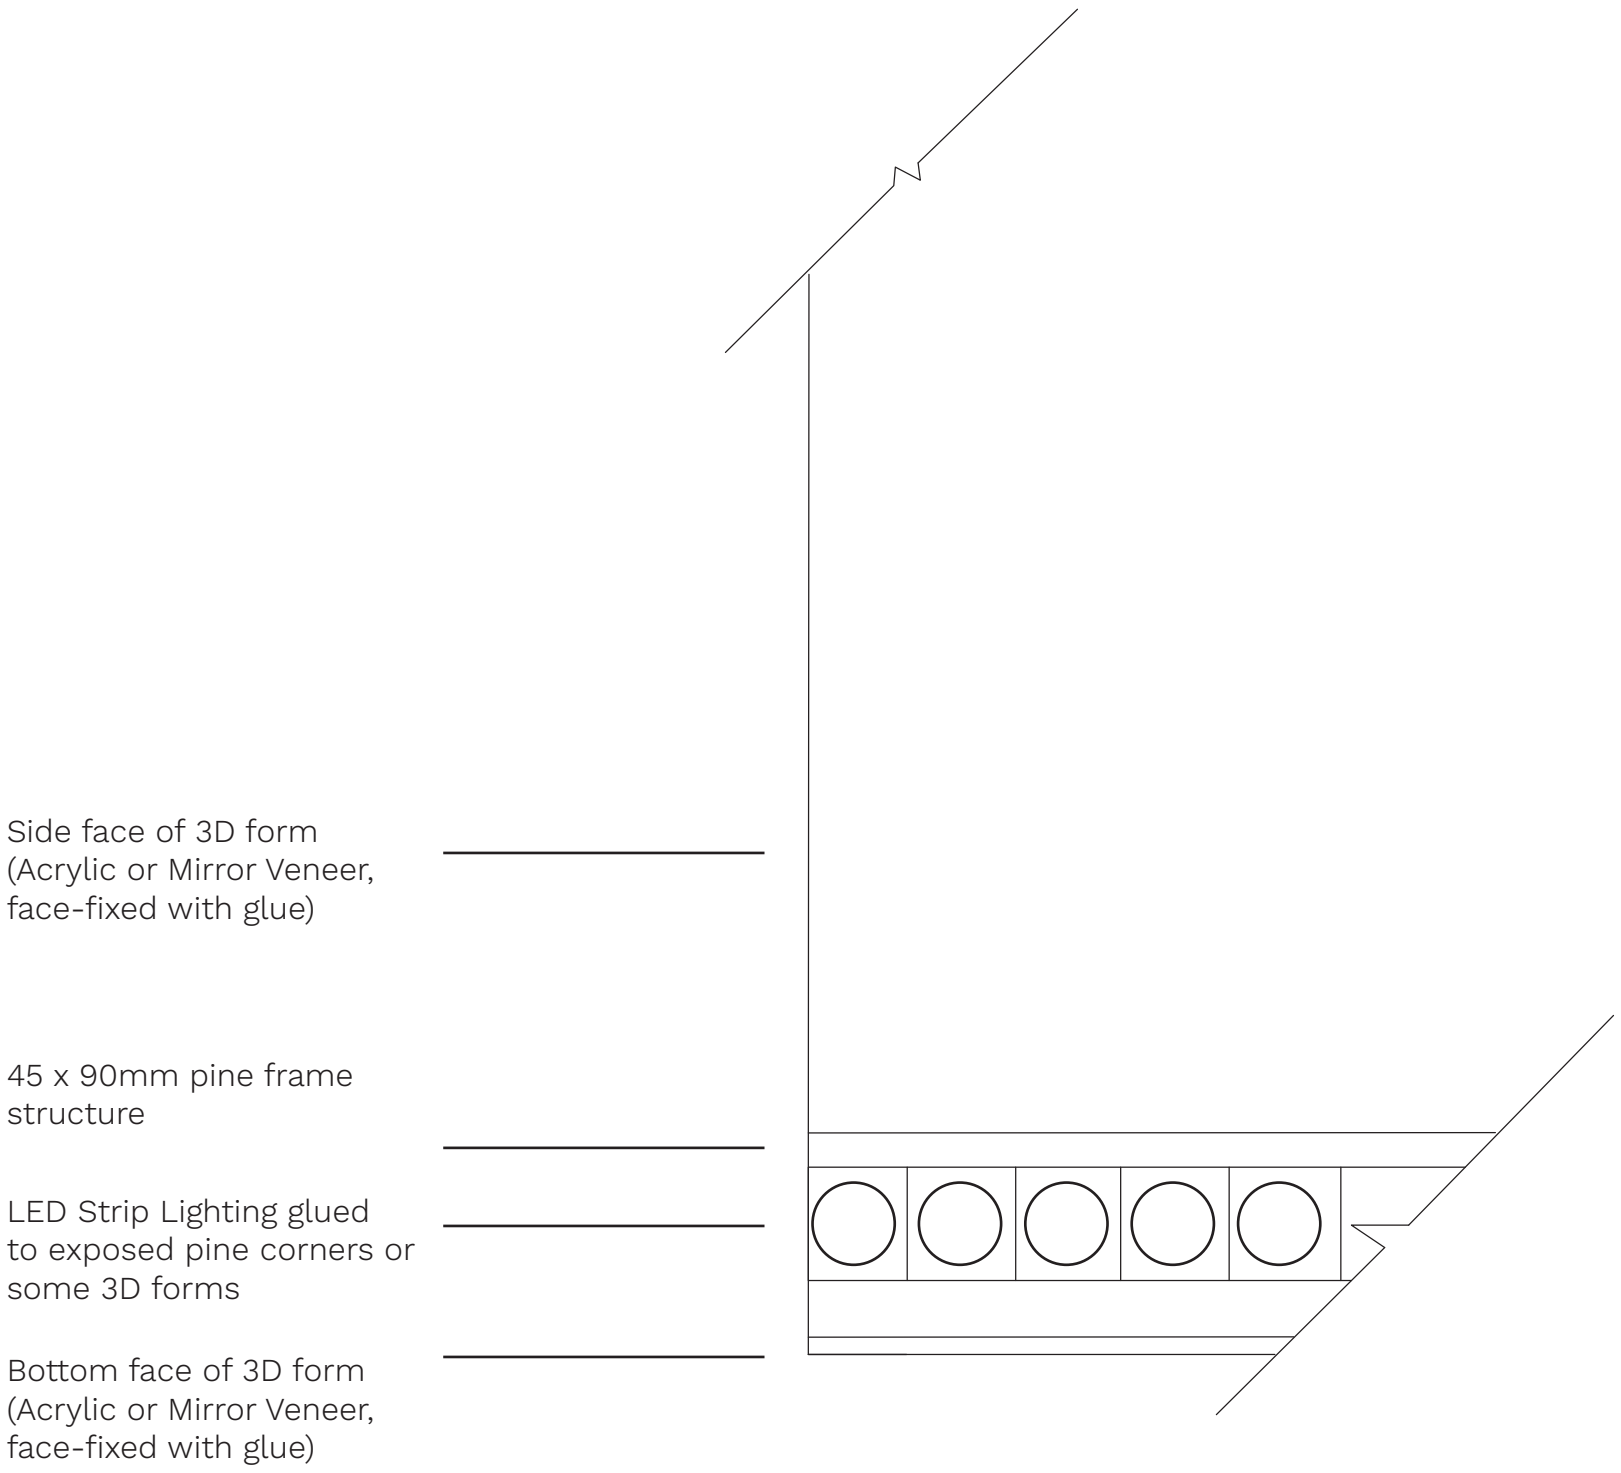 Side face of 3D form
(Acrylic or Mirror Veneer,
face-fixed with glue)
45 x 90mm pine frame
structure
LED Strip Lighting glued
to exposed pine corners or
some 3D forms
Bottom face of 3D form
(Acrylic or Mirror Veneer,
face-fixed with glue)